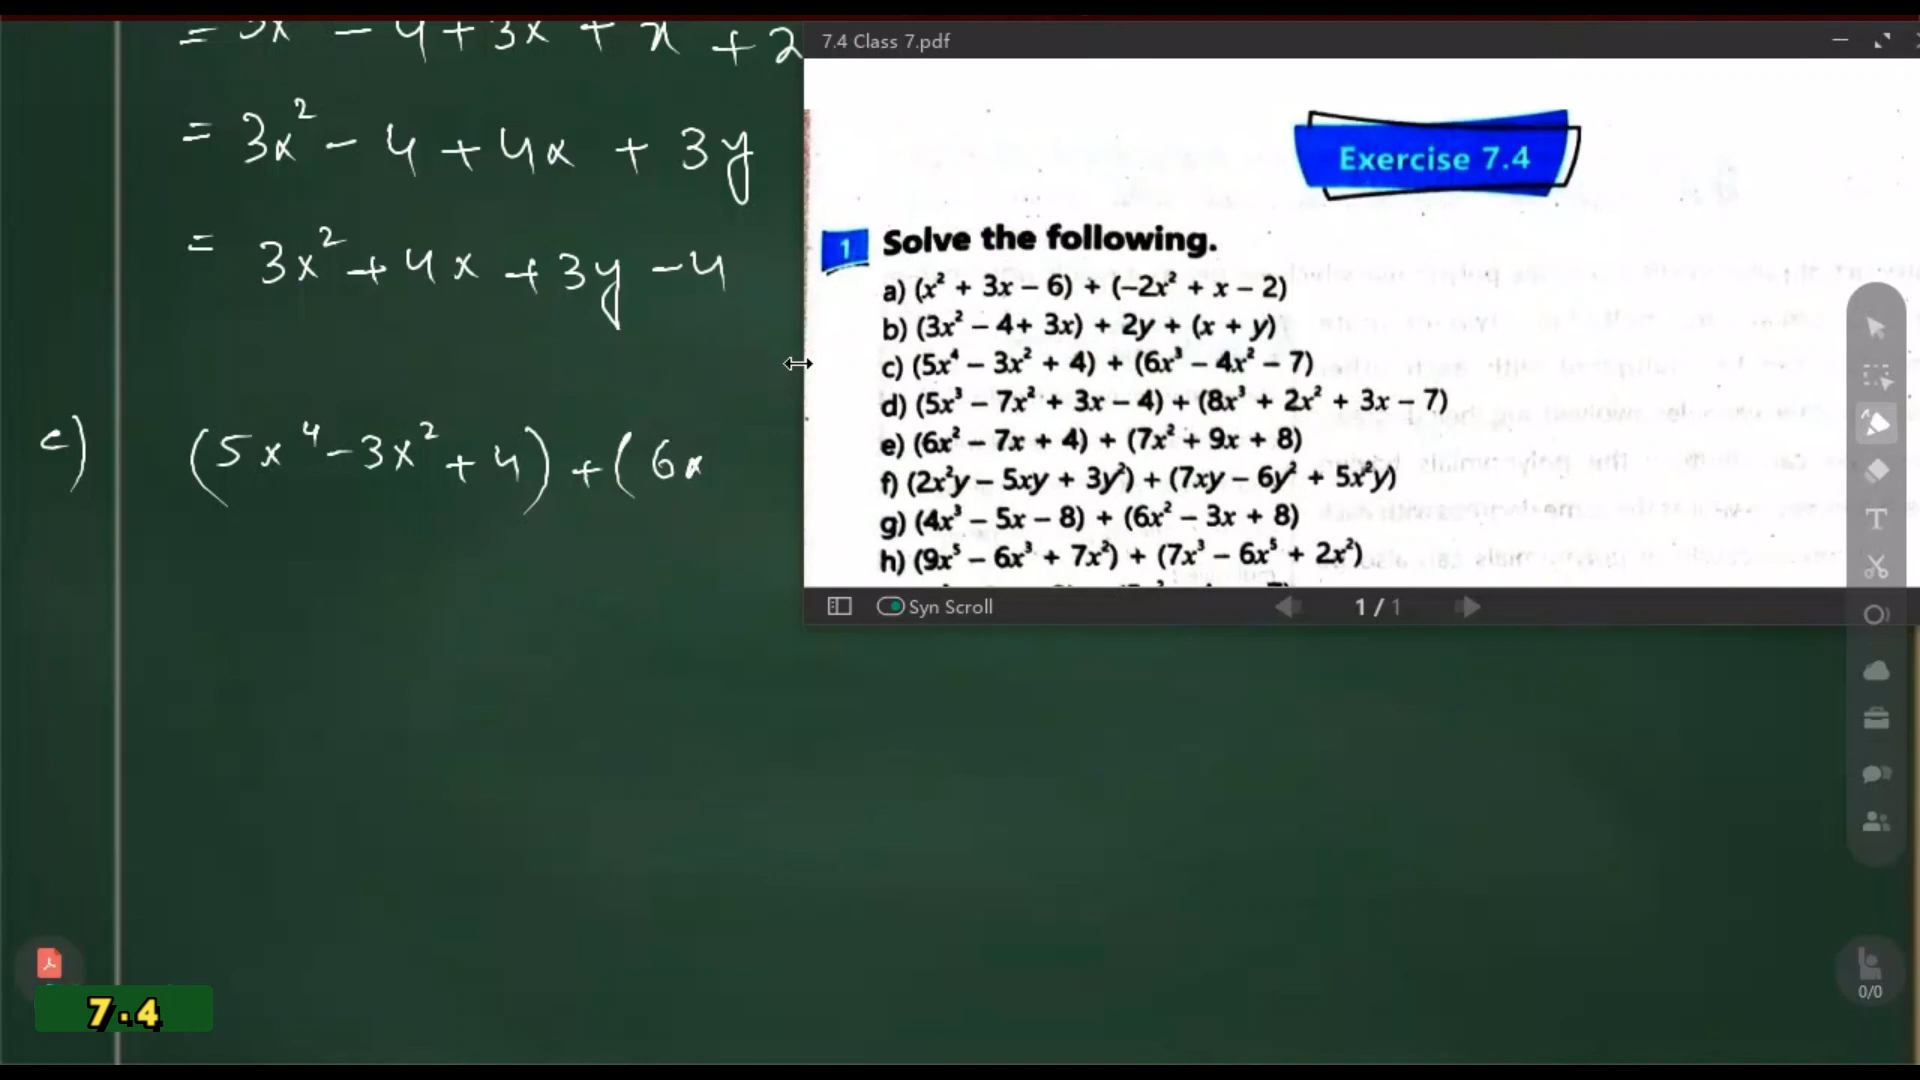 = 3x² - 4 + 3x + x + 2
= 3x² - 4 + 4x + 3y
= 3x² + 4x + 3y - 4
c) (5x⁴ - 3x² + 4) + (6x
7.4 Class 7.pdf
Exercise 7.4
1 Solve the following.
a) (x² + 3x – 6) + (–2x² + x – 2)
b) (3x² – 4+ 3x) + 2y + (x + y)
c) (5x⁴ – 3x² + 4) + (6x³ – 4x² – 7)
d) (5x³ – 7x² + 3x – 4) + (8x³ + 2x² + 3x – 7)
e) (6x² – 7x + 4) + (7x² + 9x + 8)
f) (2x²y – 5xy + 3y²) + (7xy – 6y² + 5x²y)
g) (4x³ – 5x – 8) + (6x² – 3x + 8)
h) (9x⁵ – 6x³ + 7x²) + (7x³ – 6x⁵ + 2x²)
Syn Scroll
1 / 1
T
0/0
7.4